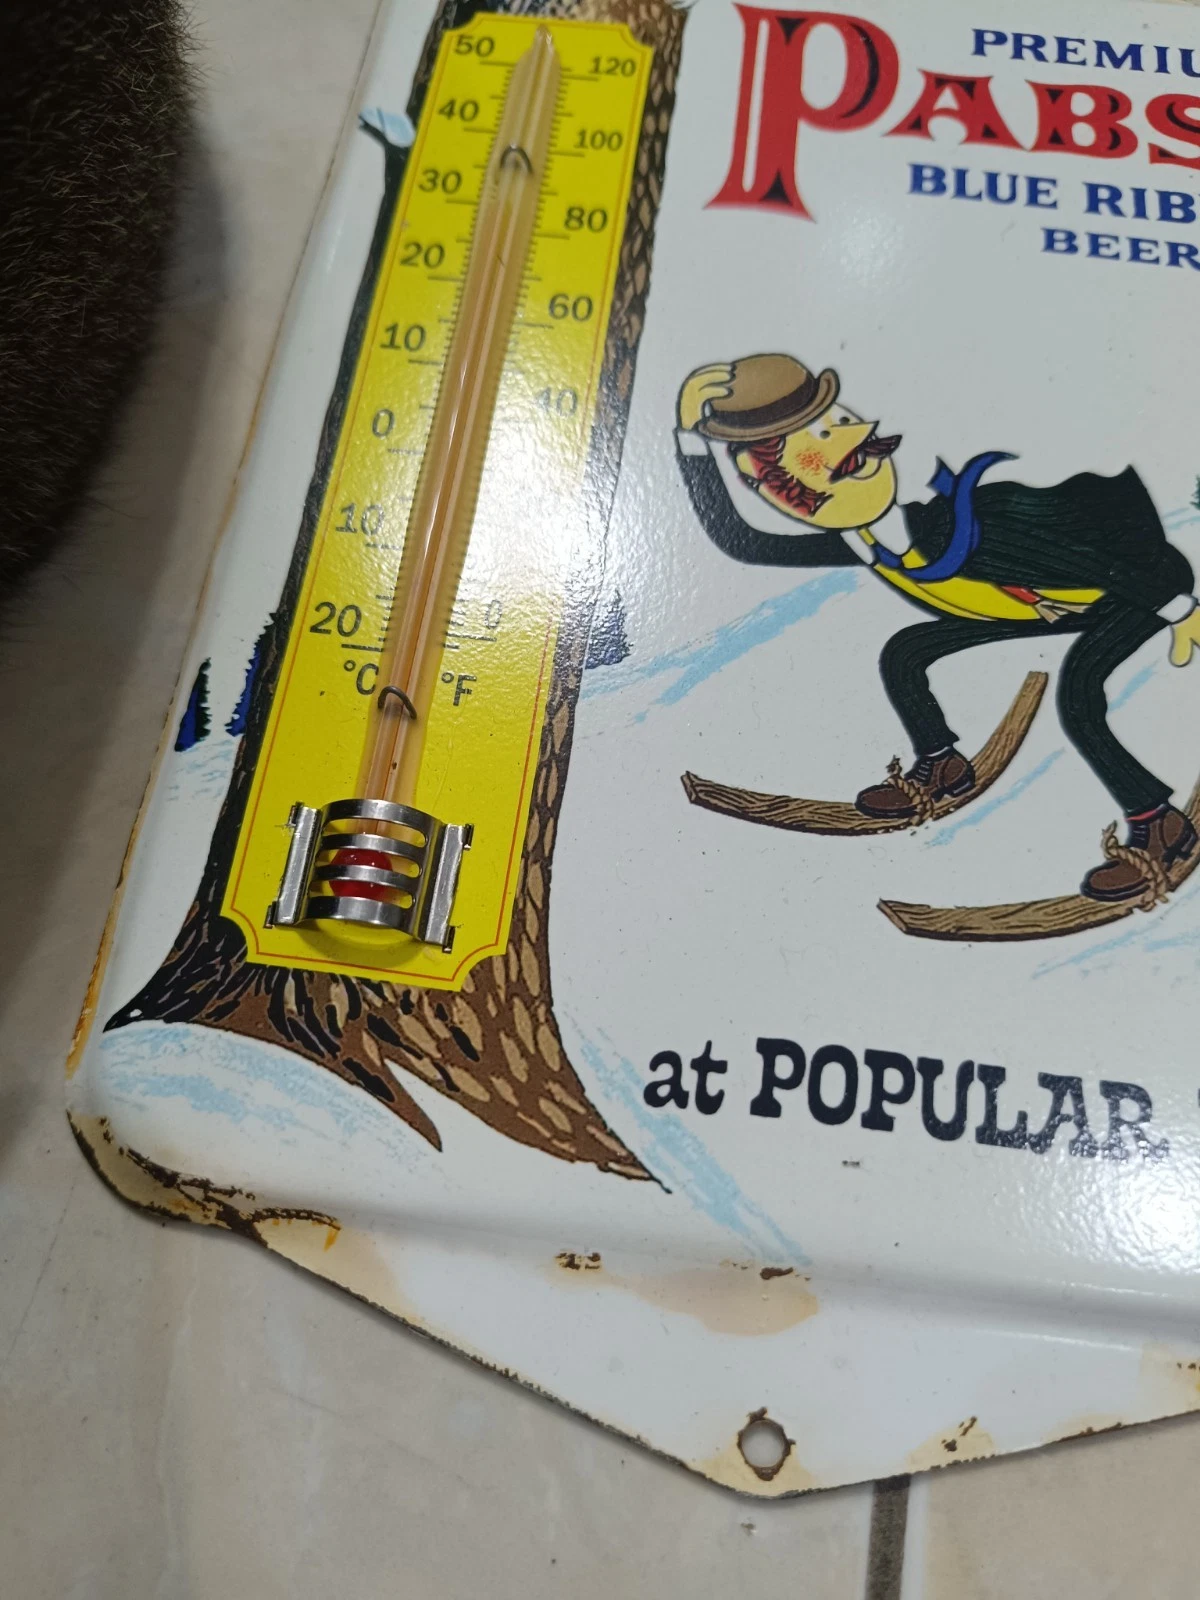 PREMIU
PABS
BLUE RIB
BEER
50 120
40 100
30 80
20 60
10 40
0
10
20 0
°C °F
at POPULAR